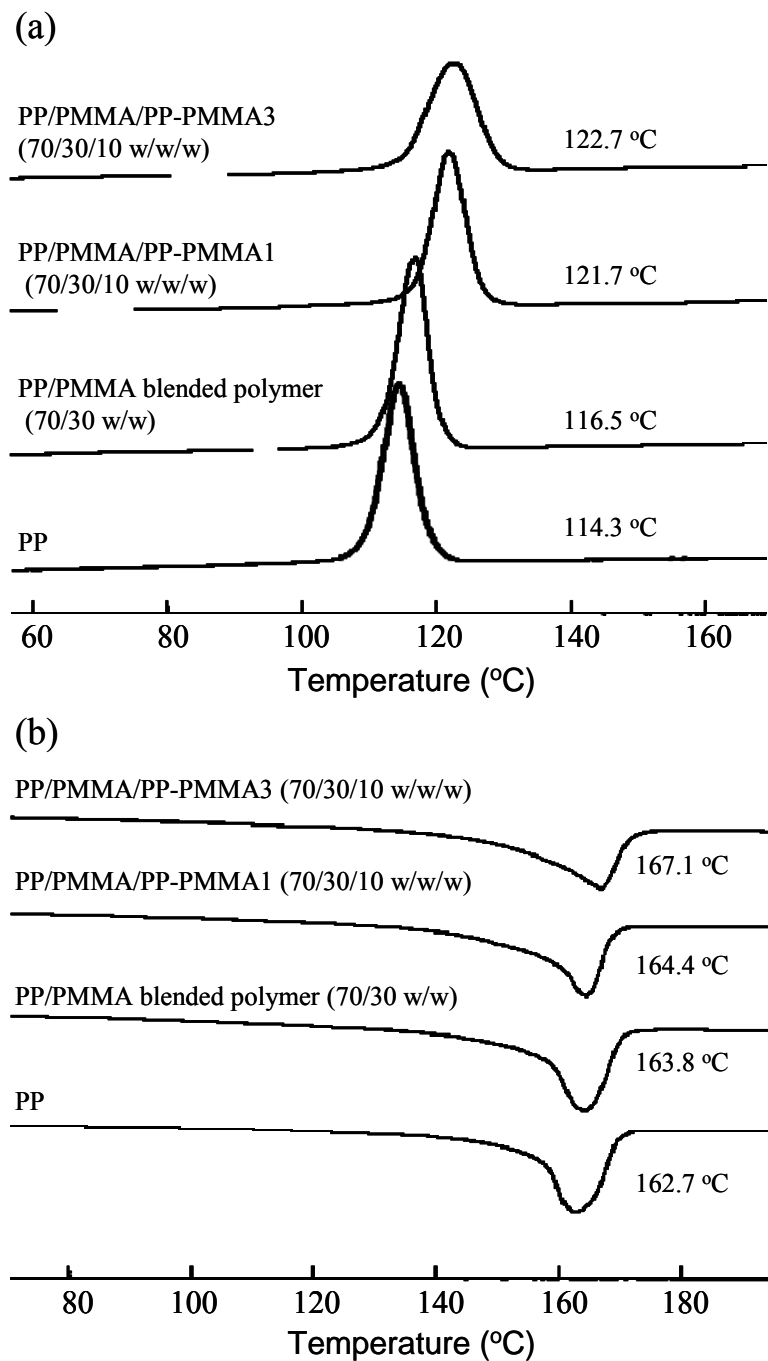 (a)
PP/PMMA/PP-PMMA3
(70/30/10 w/w/w)
122.7 °C
PP/PMMA/PP-PMMA1
(70/30/10 w/w/w)
121.7 °C
PP/PMMA blended polymer
(70/30 w/w)
116.5 °C
PP
114.3 °C
60 80 100 120 140 160
Temperature (°C)
(b)
PP/PMMA/PP-PMMA3 (70/30/10 w/w/w)
167.1 °C
PP/PMMA/PP-PMMA1 (70/30/10 w/w/w)
164.4 °C
PP/PMMA blended polymer (70/30 w/w)
163.8 °C
PP
162.7 °C
80 100 120 140 160 180
Temperature (°C)